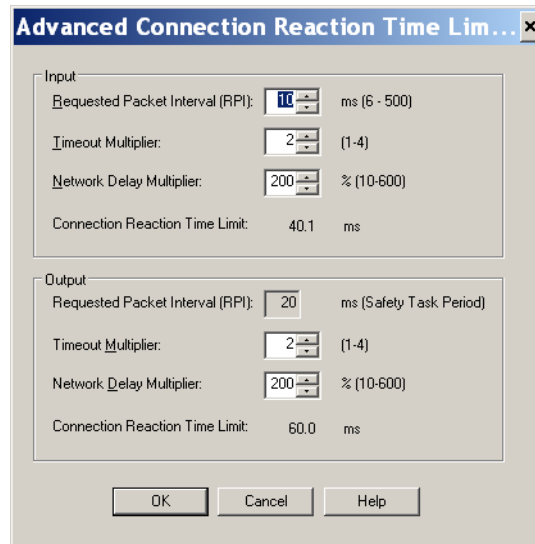 Advanced Connection Reaction Time Lim...
Input
Requested Packet Interval (RPI): 10 ms (6 - 500)
Timeout Multiplier: 2 (1-4)
Network Delay Multiplier: 200 % (10-600)
Connection Reaction Time Limit: 40.1 ms
Output
Requested Packet Interval (RPI): 20 ms (Safety Task Period)
Timeout Multiplier: 2 (1-4)
Network Delay Multiplier: 200 % (10-600)
Connection Reaction Time Limit: 60.0 ms
OK Cancel Help